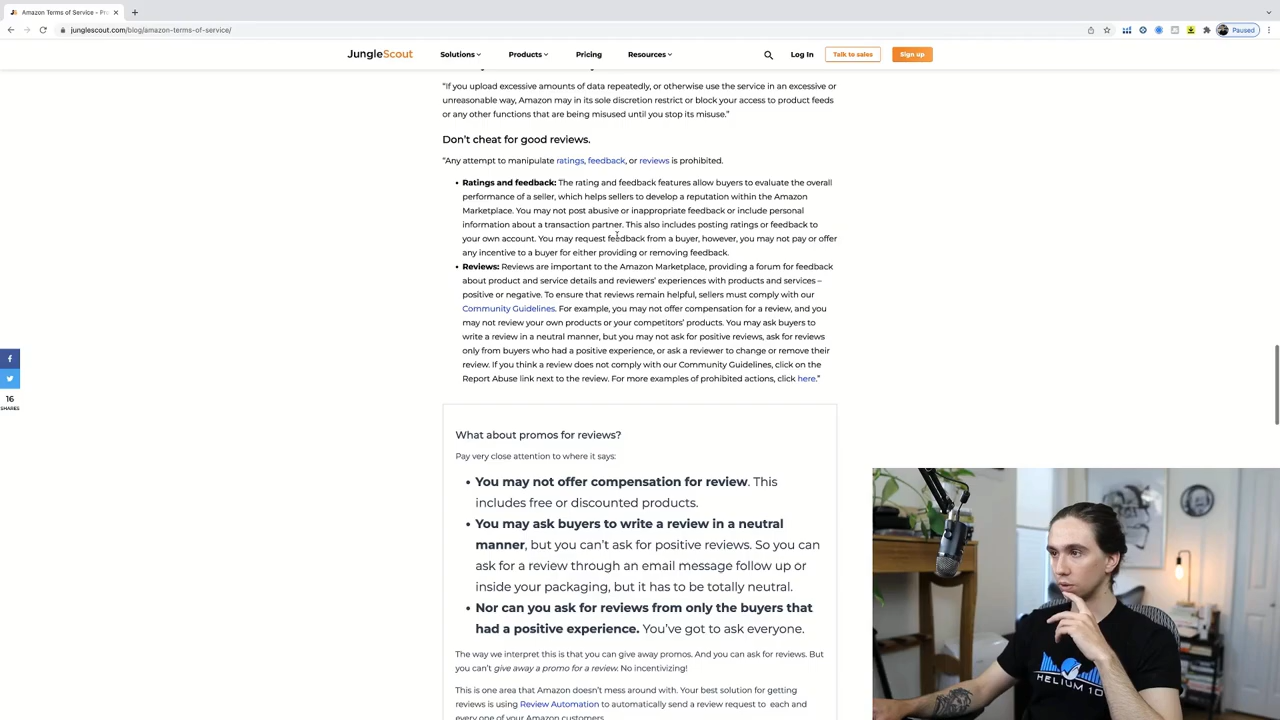 Amazon Terms of Service - Pr
junglescout.com/blog/amazon-terms-of-service/
Paused
JungleScout
Solutions
Products
Pricing
Resources
Log In
Talk to sales
Sign up
"If you upload excessive amounts of data repeatedly, or otherwise use the service in an excessive or
unreasonable way, Amazon may in its sole discretion restrict or block your access to product feeds
or any other functions that are being misused until you stop its misuse."
Don't cheat for good reviews.
"Any attempt to manipulate ratings, feedback, or reviews is prohibited.
• Ratings and feedback: The rating and feedback features allow buyers to evaluate the overall
performance of a seller, which helps sellers to develop a reputation within the Amazon
Marketplace. You may not post abusive or inappropriate feedback or include personal
information about a transaction partner. This also includes posting ratings or feedback to
your own account. You may request feedback from a buyer, however, you may not pay or offer
any incentive to a buyer for either providing or removing feedback.
• Reviews: Reviews are important to the Amazon Marketplace, providing a forum for feedback
about product and service details and reviewers' experiences with products and services –
positive or negative. To ensure that reviews remain helpful, sellers must comply with our
Community Guidelines. For example, you may not offer compensation for a review, and you
may not review your own products or your competitors' products. You may ask buyers to
write a review in a neutral manner, but you may not ask for positive reviews, ask for reviews
only from buyers who had a positive experience, or ask a reviewer to change or remove their
review. If you think a review does not comply with our Community Guidelines, click on the
Report Abuse link next to the review. For more examples of prohibited actions, click here."
16
SHARES
What about promos for reviews?
Pay very close attention to where it says:
• You may not offer compensation for review. This
includes free or discounted products.
• You may ask buyers to write a review in a neutral
manner, but you can't ask for positive reviews. So you can
ask for a review through an email message follow up or
inside your packaging, but it has to be totally neutral.
• Nor can you ask for reviews from only the buyers that
had a positive experience. You've got to ask everyone.
The way we interpret this is that you can give away promos. And you can ask for reviews. But
you can't give away a promo for a review. No incentivizing!
This is one area that Amazon doesn't mess around with. Your best solution for getting
reviews is using Review Automation to automatically send a review request to each and
every one of your Amazon customers.
HELIUM 10